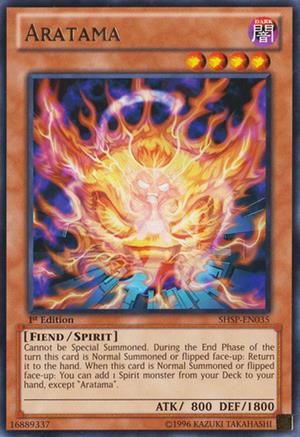 ARATAMA
DARK
闇
1st Edition
SHSP-EN035
[FIEND / SPIRIT]
Cannot be Special Summoned. During the End Phase of the
turn this card is Normal Summoned or flipped face-up: Return
it to the hand. When this card is Normal Summoned or flipped
face-up: You can add 1 Spirit monster from your Deck to your
hand, except "Aratama".
ATK/ 800 DEF/1800
16889337
©1996 KAZUKI TAKAHASHI